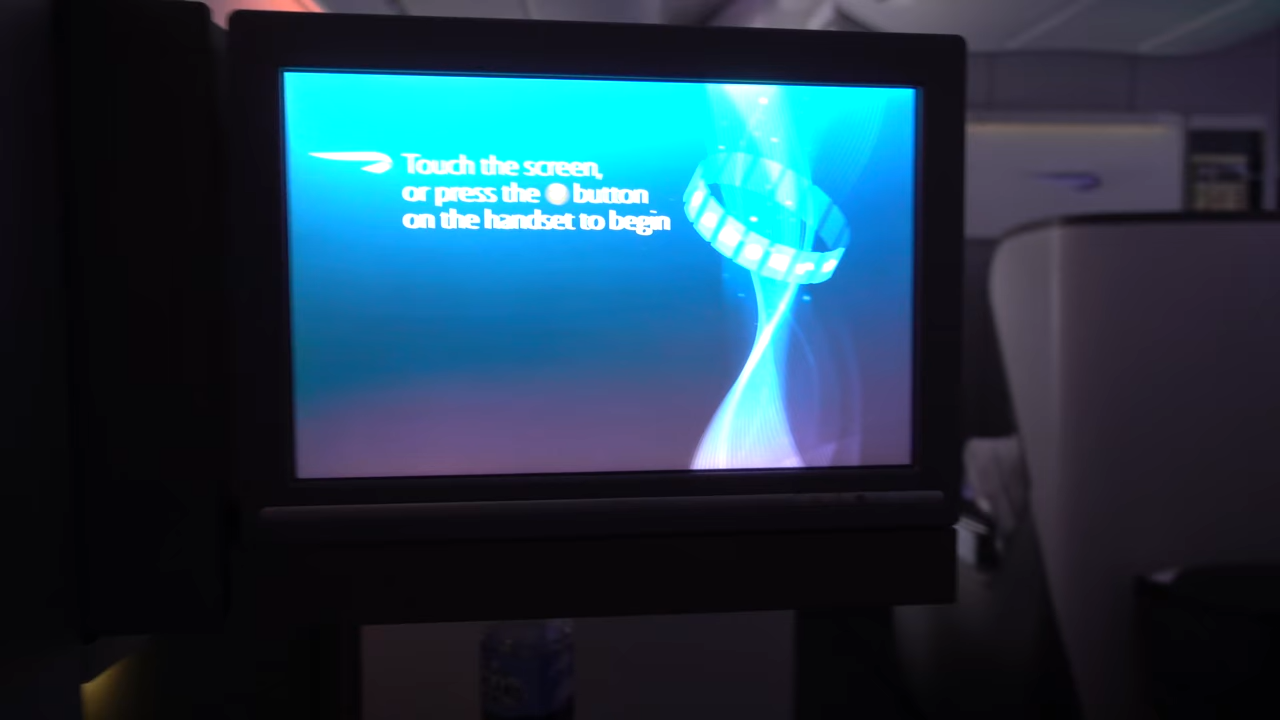 Touch the screen,
or press the button
on the handset to begin